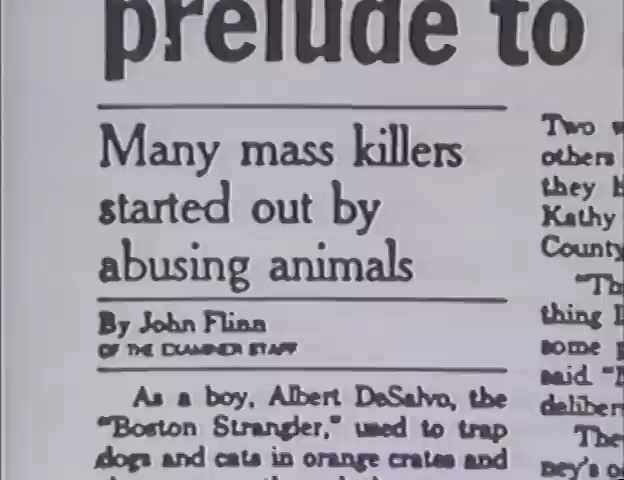 prelude to
Many mass killers
started out by
abusing animals
By John Flinn
OF THE EXAMINER STAFF
As a boy, Albert DeSalvo, the
"Boston Strangler," used to trap
dogs and cats in orange crates and
Two
others
they
Kathy
County
"Th
thing
some
said "
deliber
The
ney's